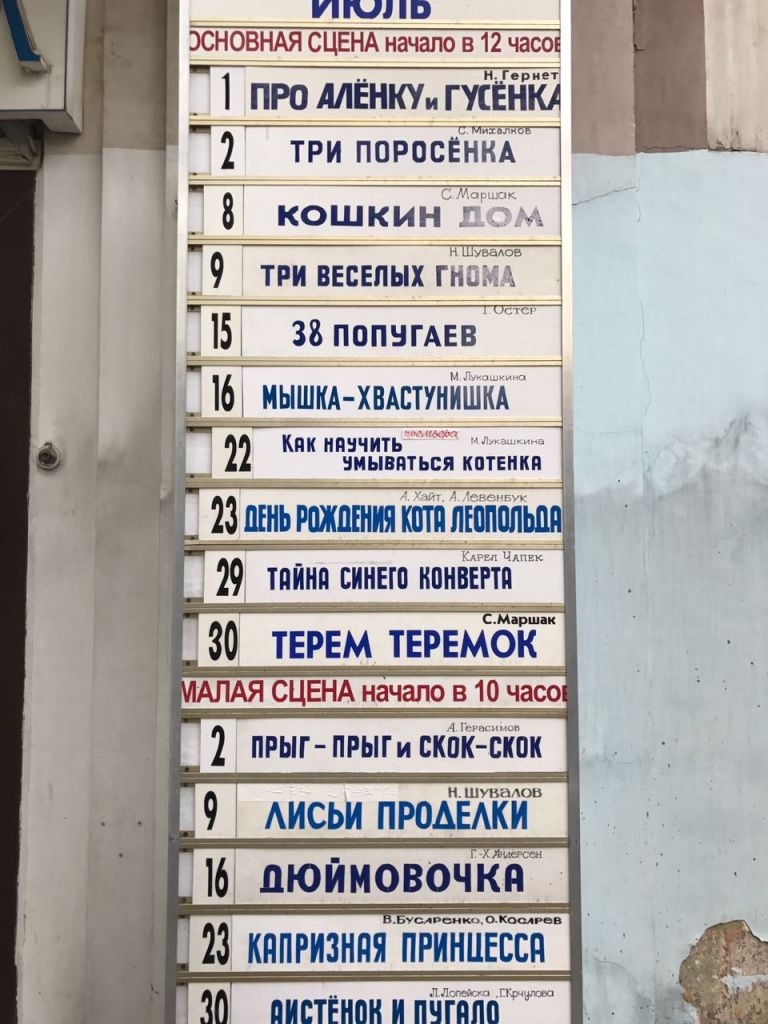 ИЮЛЬ
ОСНОВНАЯ СЦЕНА начало в 12 часов
Н. Гернет
1 ПРО АЛЁНКУ и ГУСЁНКА
С. Михалков
2 ТРИ ПОРОСЁНКА
С. Маршак
8 КОШКИН ДОМ
Н. Шувалов
9 ТРИ ВЕСЕЛЫХ ГНОМА
Г. Остер
15 38 ПОПУГАЕВ
М. Лукашкина
16 МЫШКА-ХВАСТУНИШКА
премьера М. Лукашкина
22 Как научить
умываться котенка
А. Хайт, А. Левенбук
23 ДЕНЬ РОЖДЕНИЯ КОТА ЛЕОПОЛЬДА
Карел Чапек
29 ТАЙНА СИНЕГО КОНВЕРТА
С. Маршак
30 ТЕРЕМ ТЕРЕМОК
МАЛАЯ СЦЕНА начало в 10 часов
А. Герасимов
2 ПРЫГ-ПРЫГ и СКОК-СКОК
Н. Шувалов
9 ЛИСЬИ ПРОДЕЛКИ
Г.-Х. Андерсен
16 ДЮЙМОВОЧКА
В. Бусаренко, О. Косарев
23 КАПРИЗНАЯ ПРИНЦЕССА
Л. Лопейска, Г. Крчулова
30 АИСТЁНОК И ПУГАЛО